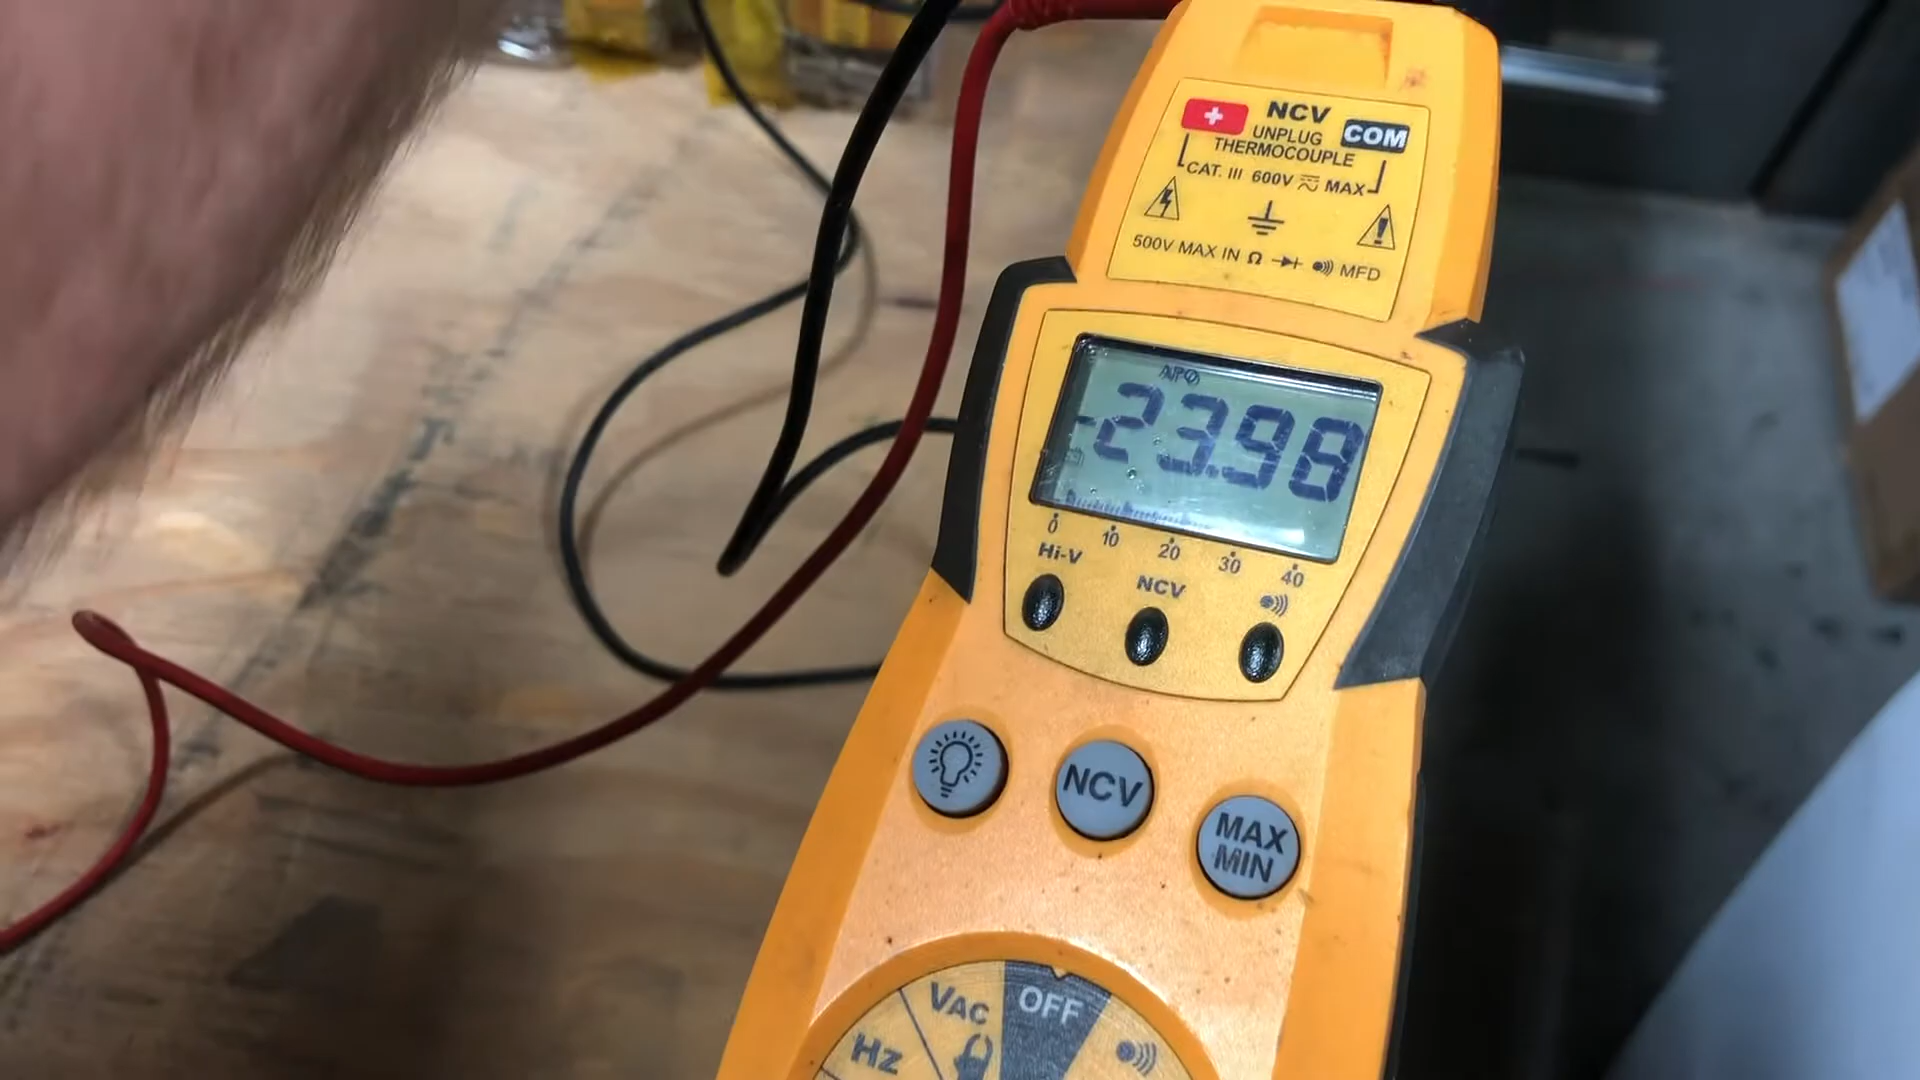 NCV
UNPLUG
THERMOCOUPLE
COM
CAT. III 600V MAX
500V MAX IN Ω MFD
APO
-23.98
0 10 20 30 40
Hi-V
NCV
NCV
MAX
MIN
VAC
OFF
Hz